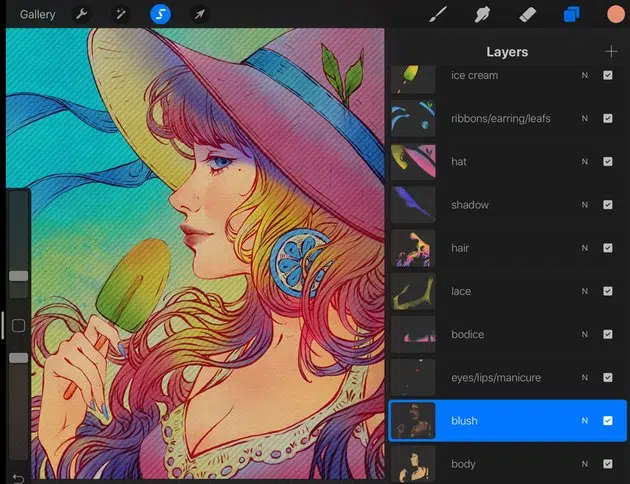 Gallery
Layers
ice cream N
ribbons/earring/leafs N
hat N
shadow N
hair N
lace N
bodice N
eyes/lips/manicure N
blush N
body N